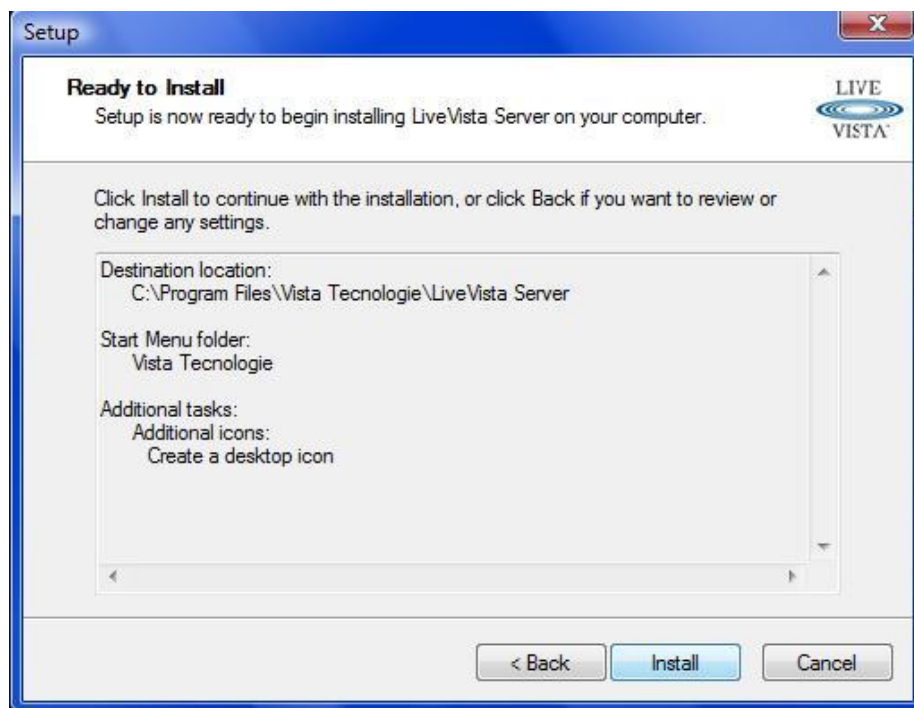 Setup
Ready to Install
Setup is now ready to begin installing LiveVista Server on your computer.
LIVE
VISTA
Click Install to continue with the installation, or click Back if you want to review or
change any settings.
Destination location:
C:\Program Files\Vista Tecnologie\LiveVista Server
Start Menu folder:
Vista Tecnologie
Additional tasks:
Additional icons:
Create a desktop icon
< Back
Install
Cancel